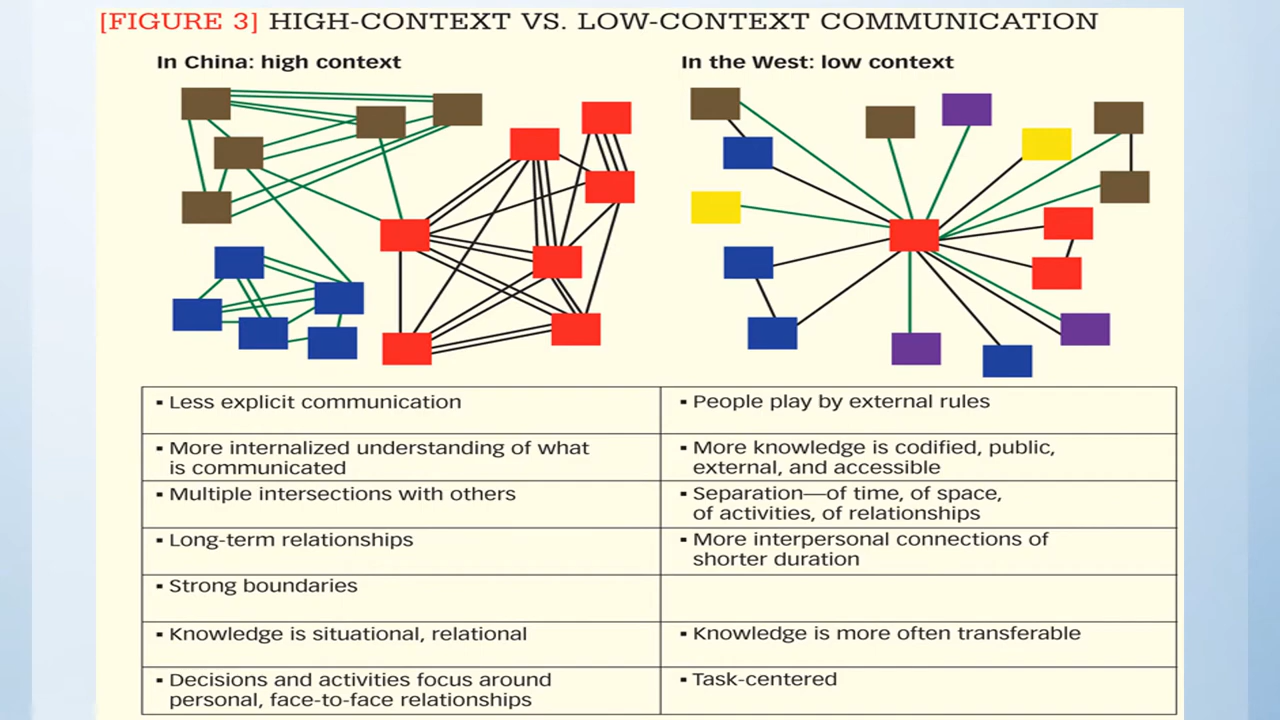 [FIGURE 3] HIGH-CONTEXT VS. LOW-CONTEXT COMMUNICATION
In China: high context
In the West: low context
▪ Less explicit communication
▪ People play by external rules
▪ More internalized understanding of what
is communicated
▪ More knowledge is codified, public,
external, and accessible
▪ Multiple intersections with others
▪ Separation—of time, of space,
of activities, of relationships
▪ Long-term relationships
▪ More interpersonal connections of
shorter duration
▪ Strong boundaries
▪ Knowledge is situational, relational
▪ Knowledge is more often transferable
▪ Decisions and activities focus around
personal, face-to-face relationships
▪ Task-centered